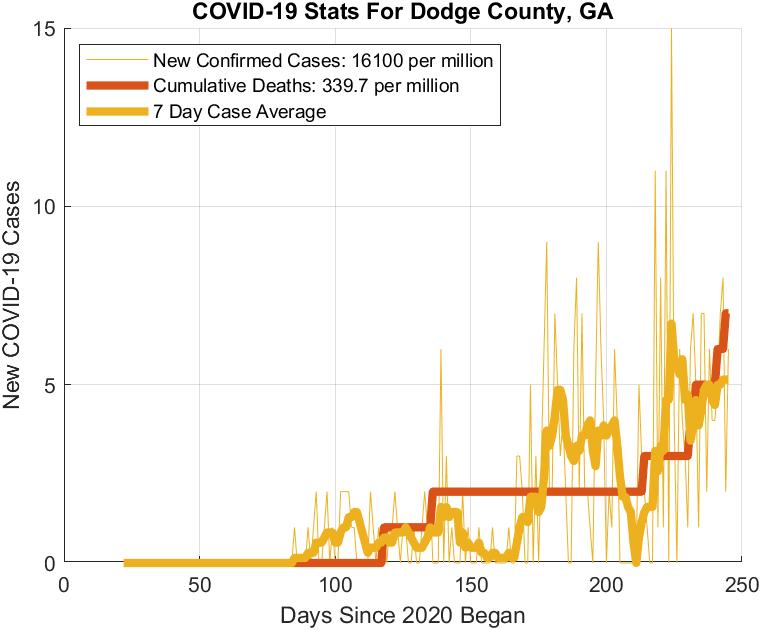 COVID-19 Stats For Dodge County, GA
New Confirmed Cases: 16100 per million
Cumulative Deaths: 339.7 per million
7 Day Case Average
New COVID-19 Cases
15
10
5
0
0
50
100
150
200
250
Days Since 2020 Began